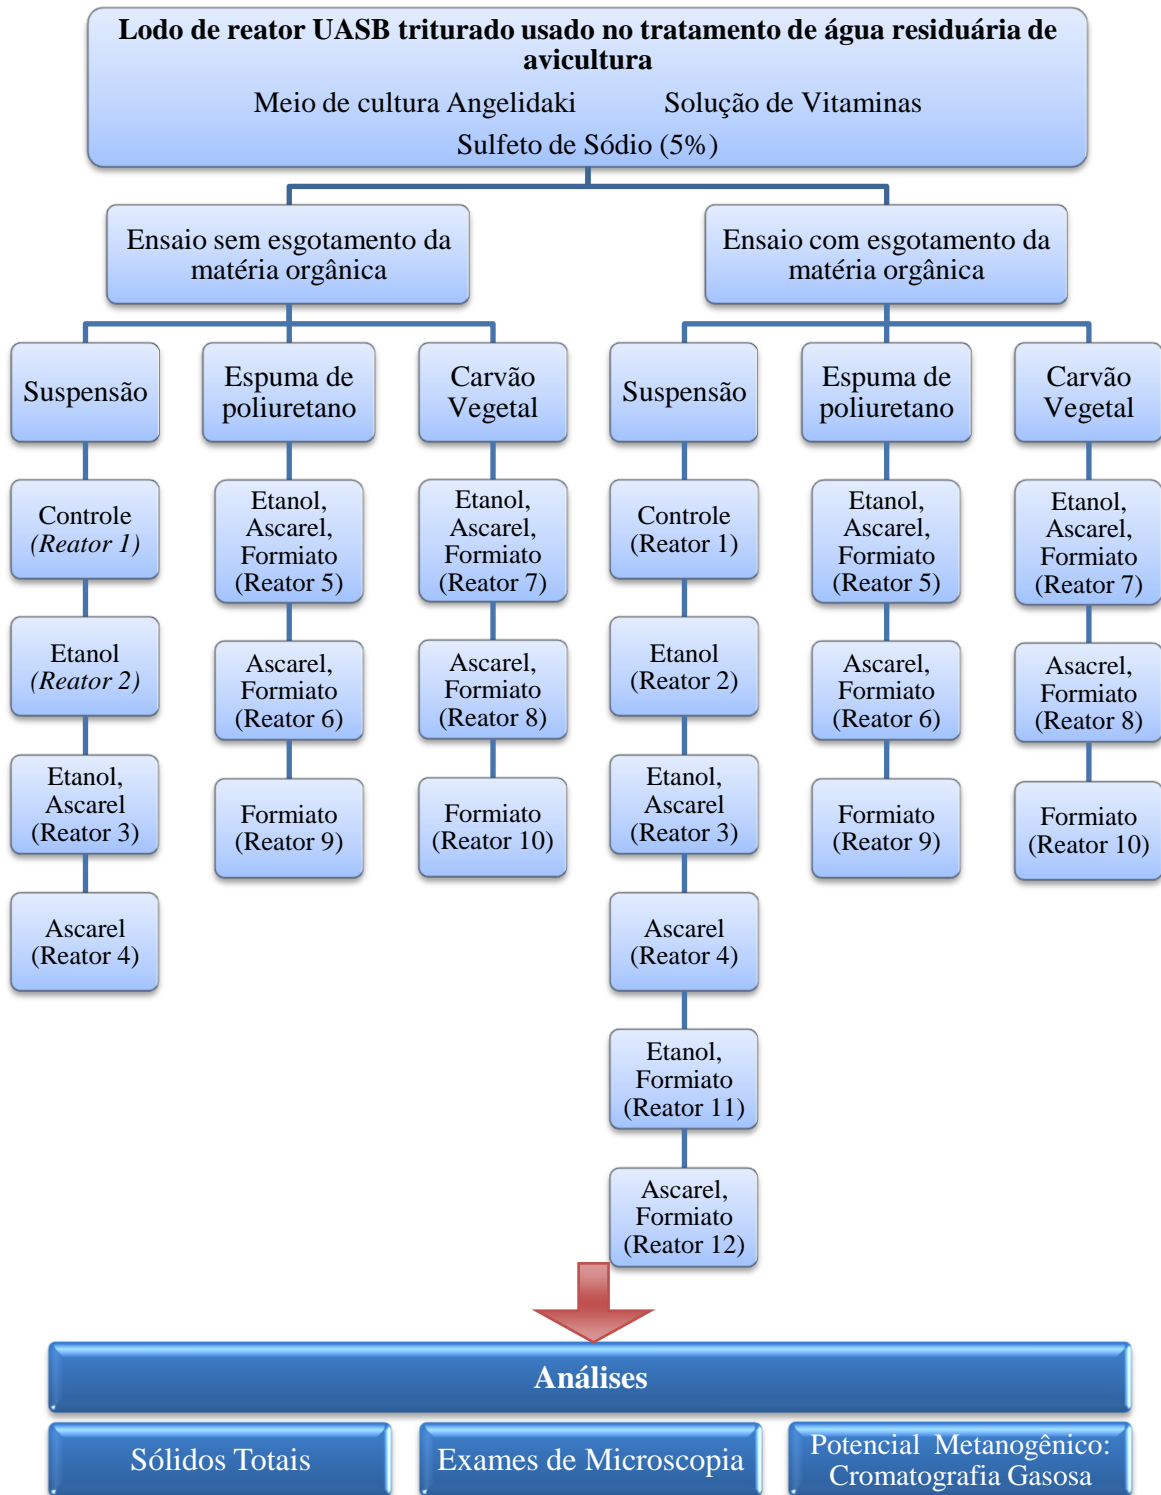 Lodo de reator UASB triturado usado no tratamento de água residuária de
avicultura
Meio de cultura Angelidaki Solução de Vitaminas
Sulfeto de Sódio (5%)
Ensaio sem esgotamento da
matéria orgânica
Suspensão
Controle
(Reator 1)
Etanol
(Reator 2)
Etanol,
Ascarel
(Reator 3)
Ascarel
(Reator 4)
Espuma de
poliuretano
Etanol,
Ascarel,
Formiato
(Reator 5)
Ascarel,
Formiato
(Reator 6)
Formiato
(Reator 9)
Carvão
Vegetal
Etanol,
Ascarel,
Formiato
(Reator 7)
Ascarel,
Formiato
(Reator 8)
Formiato
(Reator 10)
Ensaio com esgotamento da
matéria orgânica
Suspensão
Controle
(Reator 1)
Etanol
(Reator 2)
Etanol,
Ascarel
(Reator 3)
Ascarel
(Reator 4)
Etanol,
Formiato
(Reator 11)
Ascarel,
Formiato
(Reator 12)
Espuma de
poliuretano
Etanol,
Ascarel,
Formiato
(Reator 5)
Ascarel,
Formiato
(Reator 6)
Formiato
(Reator 9)
Carvão
Vegetal
Etanol,
Ascarel,
Formiato
(Reator 7)
Asacrel,
Formiato
(Reator 8)
Formiato
(Reator 10)
Análises
Sólidos Totais
Exames de Microscopia
Potencial Metanogênico:
Cromatografia Gasosa